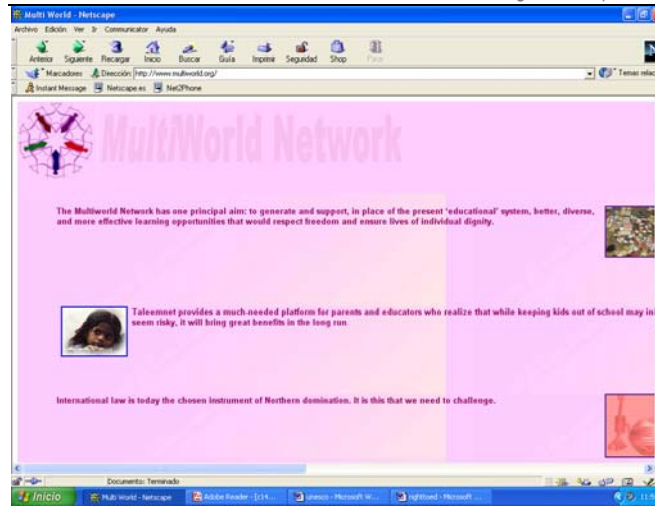 Multi World - Netscape
Archivo Edición Ver Ir Communicator Ayuda
Anterior Siguiente Recargar Inicio Buscar Guía Imprimir Seguridad Shop
Marcadores Dirección: http://www.multiworld.org/ Temas relac
Instant Message Netscape es Net2Phone
MultiWorld Network
The Multiworld Network has one principal aim: to generate and support, in place of the present 'educational' system, better, diverse,
and more effective learning opportunities that would respect freedom and ensure lives of individual dignity.
Taleemnet provides a much-needed platform for parents and educators who realize that while keeping kids out of school may ini
seem risky, it will bring great benefits in the long run
International law is today the chosen instrument of Northern domination. It is this that we need to challenge.
Documento: Terminado
Inicio Multi World - Netscape Adobe Reader - [c14... unesco - Microsoft W... righttoed - Microsoft ...